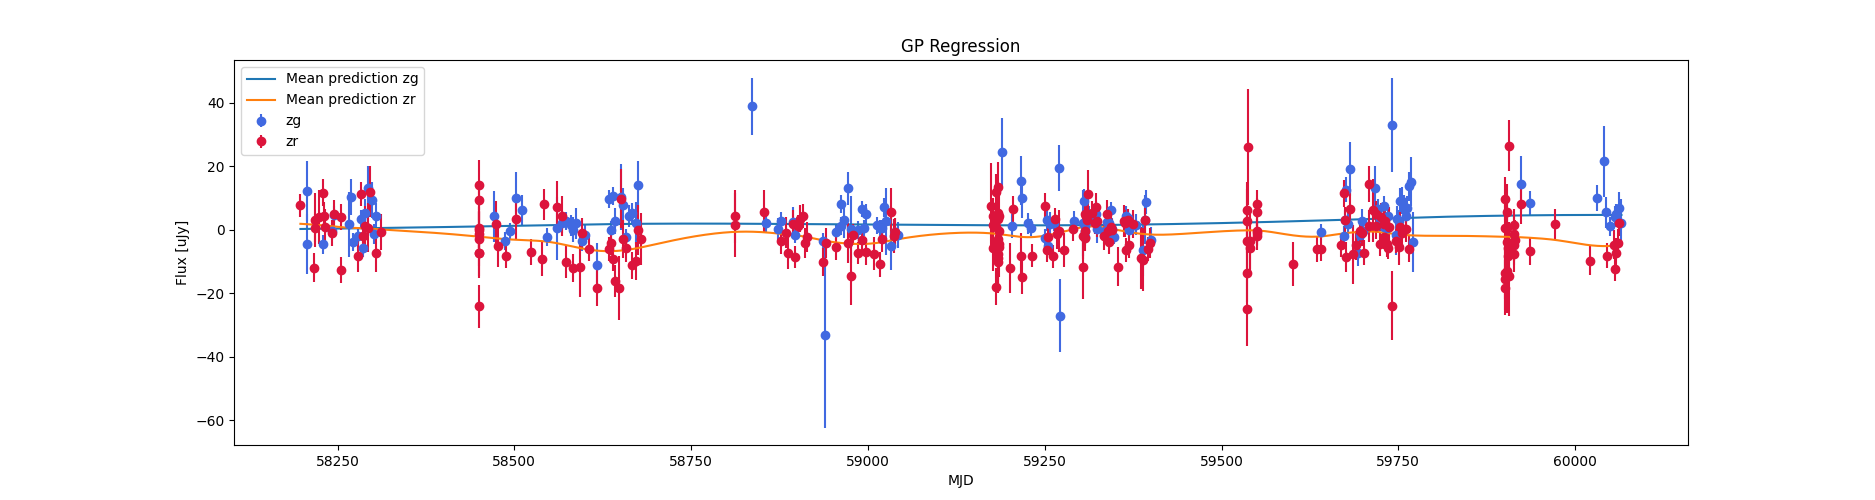 GP Regression
Mean prediction zg
Mean prediction zr
zg
zr
Flux [uJy]
40
20
0
−20
−40
−60
58250 58500 58750 59000 59250 59500 59750 60000
MJD